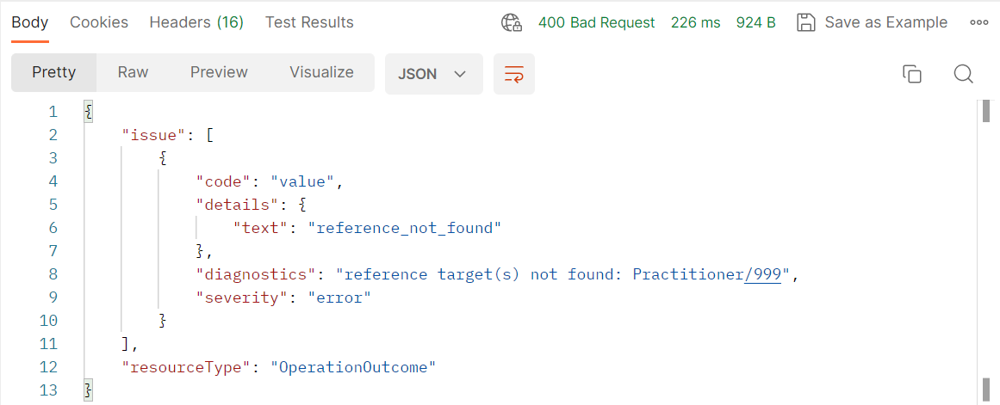 Body Cookies Headers (16) Test Results 400 Bad Request 226 ms 924 B Save as Example
Pretty Raw Preview Visualize JSON
1 {
2 "issue": [
3 {
4 "code": "value",
5 "details": {
6 "text": "reference_not_found"
7 },
8 "diagnostics": "reference target(s) not found: Practitioner/999",
9 "severity": "error"
10 }
11 ],
12 "resourceType": "OperationOutcome"
13 }